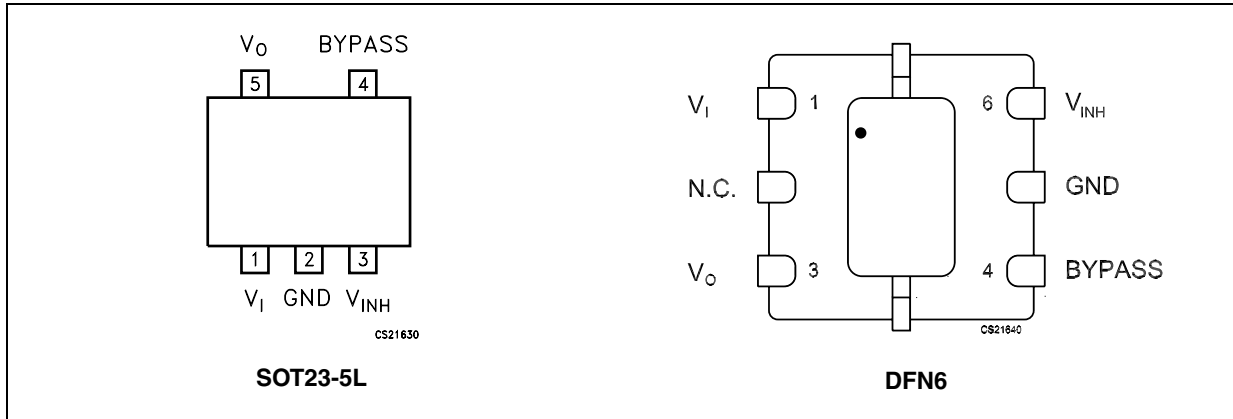 V_O BYPASS
5 4
1 2 3
V_I GND V_INH
CS21630
SOT23-5L
V_I 1 6 V_INH
N.C. GND
V_O 3 4 BYPASS
CS21640
DFN6